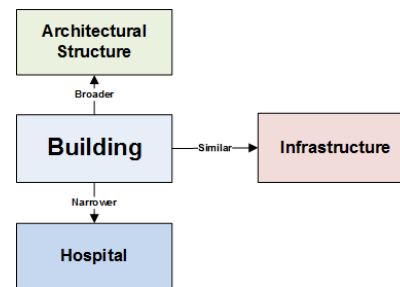 Architectural
Structure
Broader
Building
Similar
Infrastructure
Narrower
Hospital